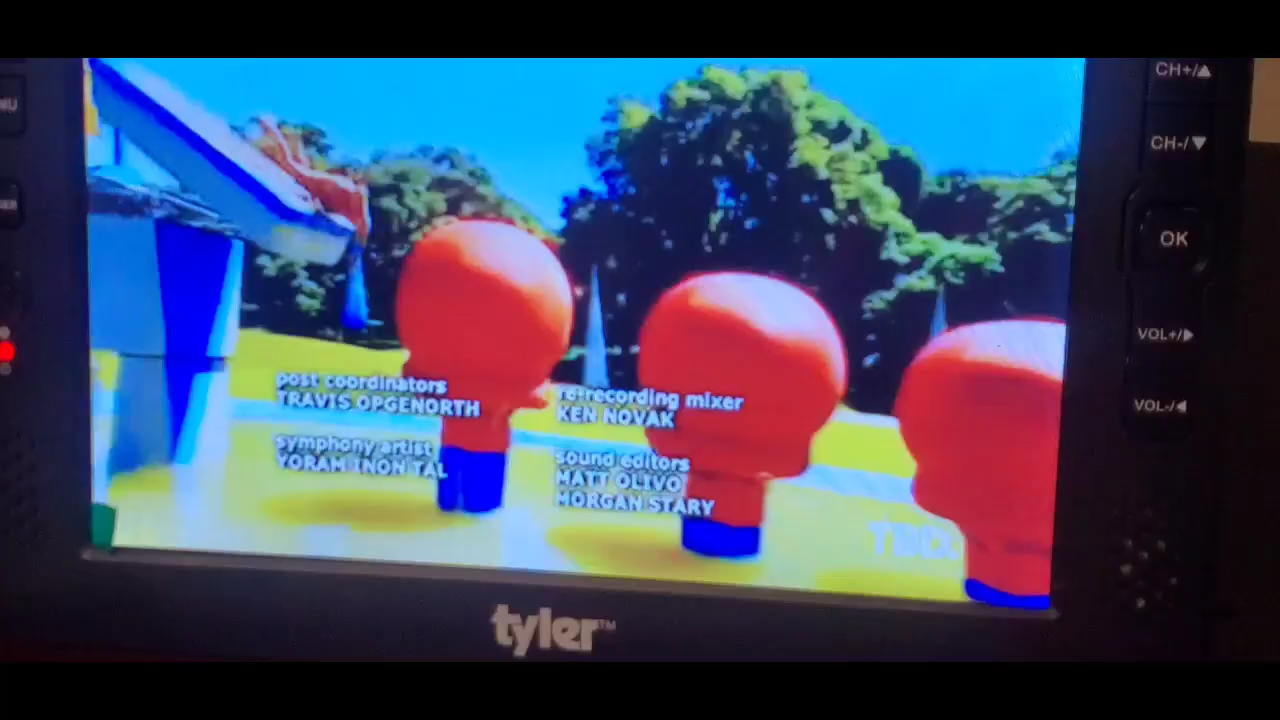 CH+/▲
CH-/▼
OK
VOL+/▶
VOL-/◀
post coordinators
TRAVIS OPGENORTH
symphony artist
YORAM INON TAL
re-recording mixer
KEN NOVAK
sound editors
MATT OLIVO
MORGAN STARY
tyler™